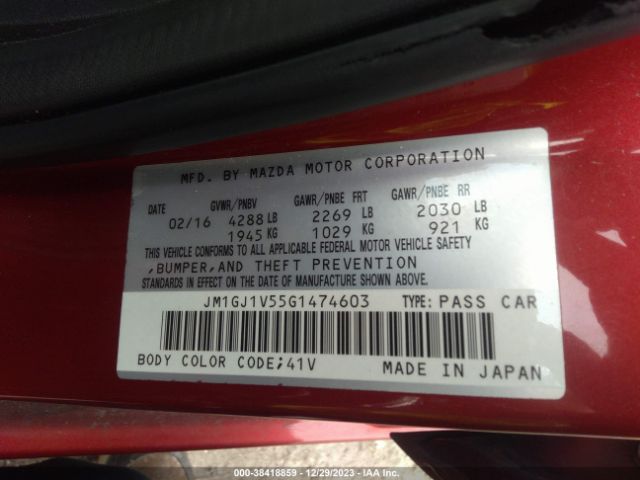 MFD. BY MAZDA MOTOR CORPORATION
DATE GVWR/PNBV GAWR/PNBE FRT GAWR/PNBE RR
02/16 4288 LB 2269 LB 2030 LB
1945 KG 1029 KG 921 KG
THIS VEHICLE CONFORMS TO ALL APPLICABLE FEDERAL MOTOR VEHICLE SAFETY
,BUMPER,AND THEFT PREVENTION
STANDARDS IN EFFECT ON THE DATE OF MANUFACTURE SHOWN ABOVE.
JM1GJ1V55G1474603 TYPE: PASS CAR
BODY COLOR CODE;41V MADE IN JAPAN
000-38418859 - 12/29/2023 - IAA Inc.